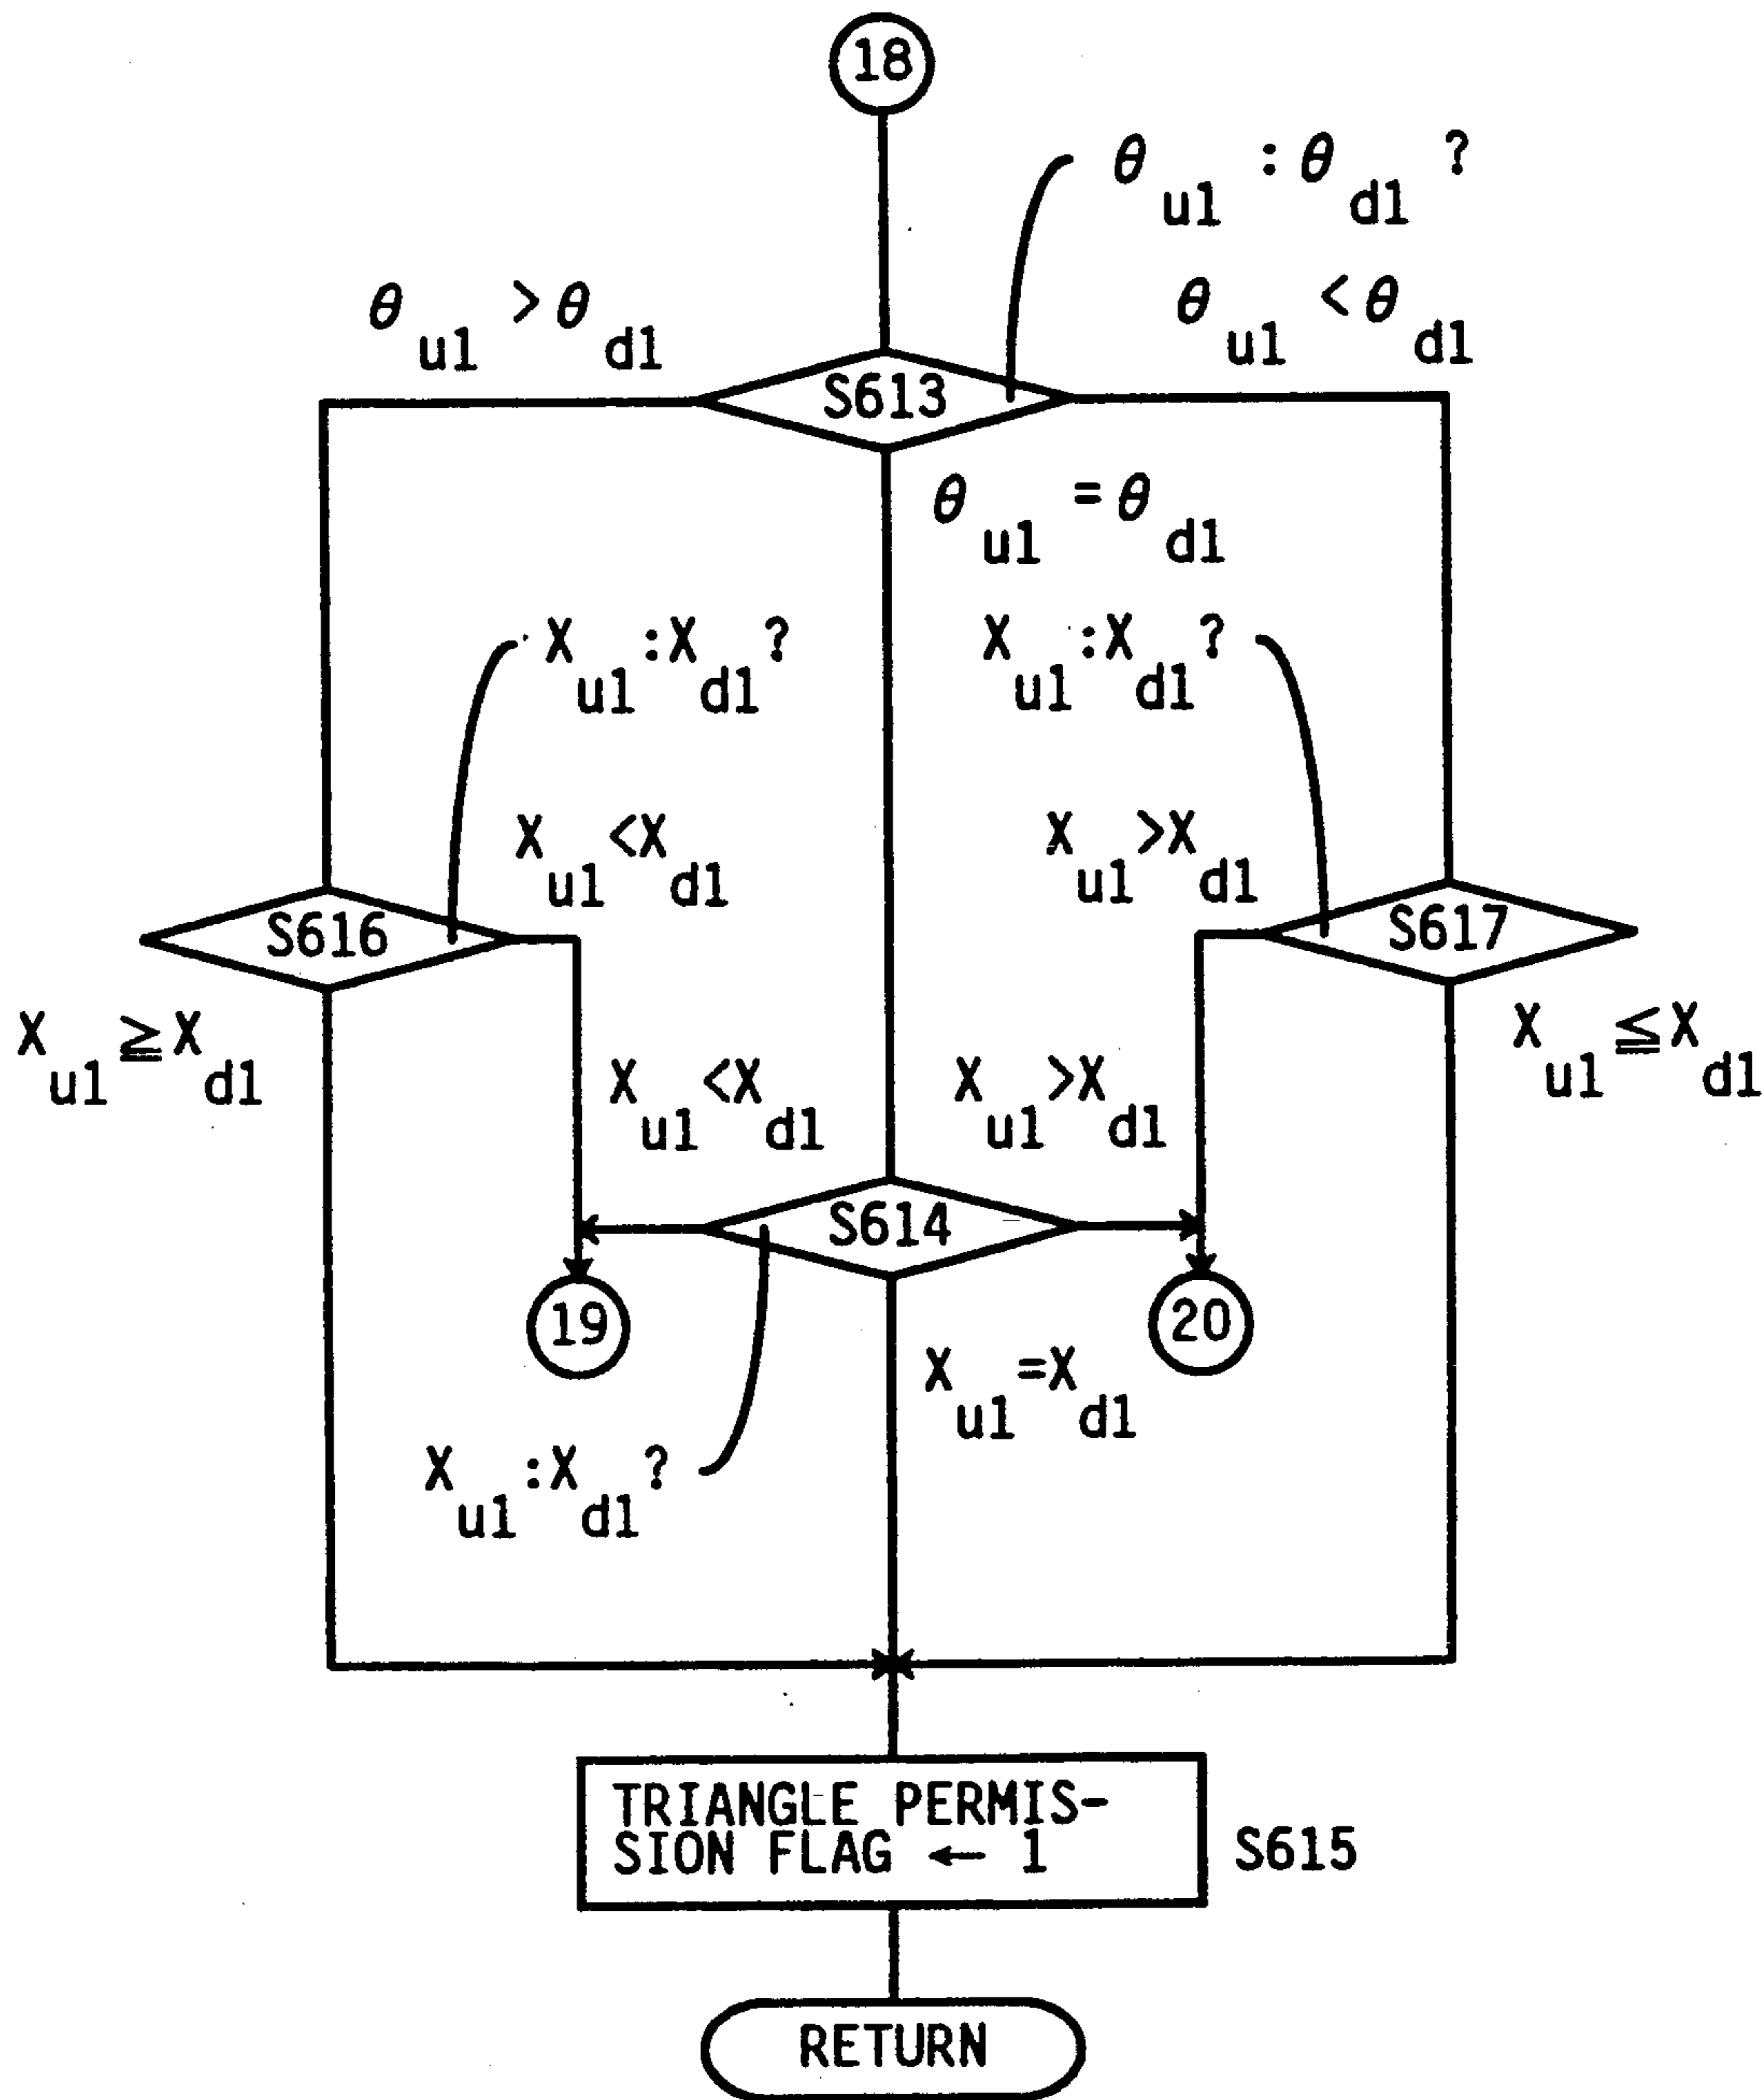 18
θu1 : θd1 ?
θu1 > θd1
θu1 < θd1
S613
θu1 = θd1
Xu1 : Xd1 ?
Xu1 : Xd1 ?
Xu1 < Xd1
Xu1 > Xd1
S616
S617
Xu1 ≧ Xd1
Xu1 ≦ Xd1
Xu1 < Xd1
Xu1 > Xd1
S614
19
20
Xu1 = Xd1
Xu1 : Xd1 ?
TRIANGLE PERMIS-
SION FLAG ← 1
S615
RETURN